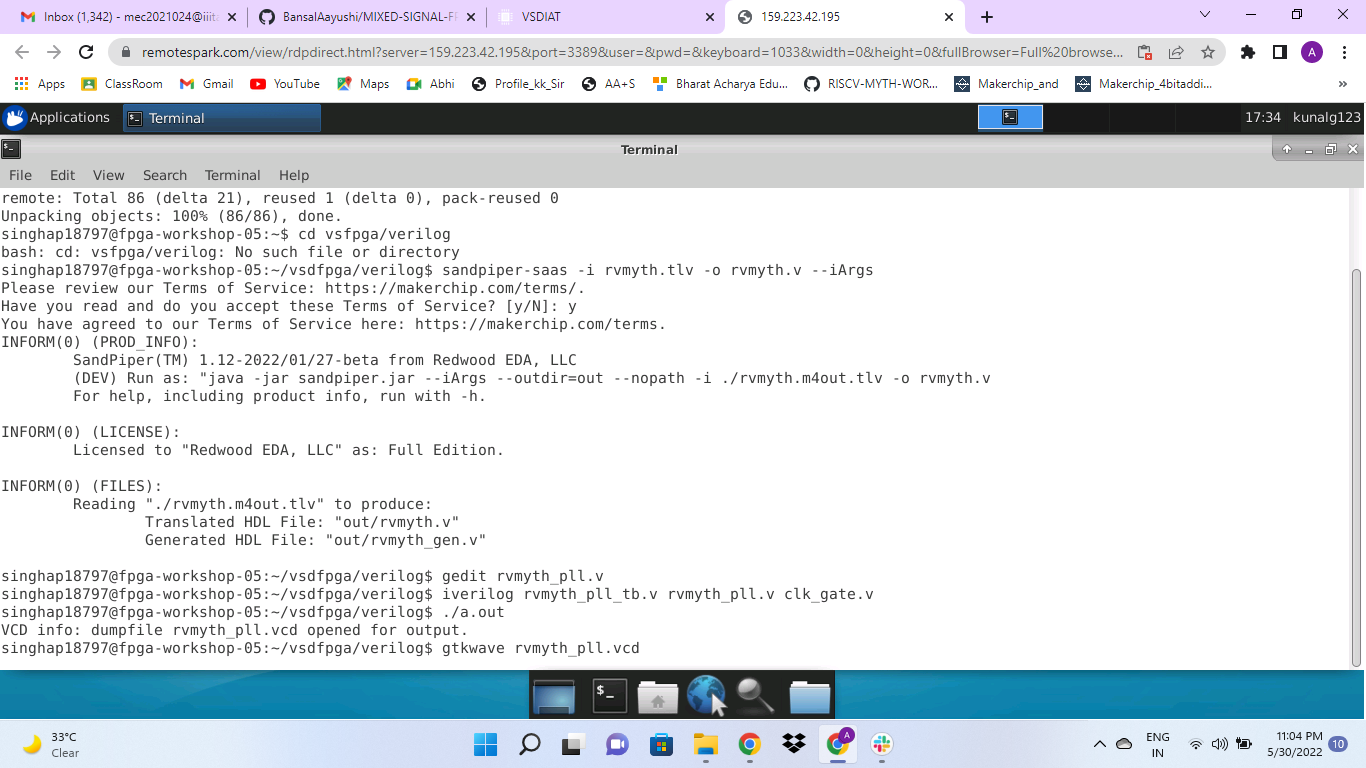 Inbox (1,342) - mec2021024@iiit
BansalAayushi/MIXED-SIGNAL-FE
VSDIAT
159.223.42.195
remotespark.com/view/rdpdirect.html?server=159.223.42.195&port=3389&user=&pwd=&keyboard=1033&width=0&height=0&fullBrowser=Full%20browse...
A
Apps
ClassRoom
Gmail
YouTube
Maps
Abhi
Profile_kk_Sir
AA+S
Bharat Acharya Edu...
RISCV-MYTH-WOR...
Makerchip_and
Makerchip_4bitaddi...
»
Applications
Terminal
17:34
kunalg123
Terminal
File Edit View Search Terminal Help
remote: Total 86 (delta 21), reused 1 (delta 0), pack-reused 0
Unpacking objects: 100% (86/86), done.
singhap18797@fpga-workshop-05:~$ cd vsfpga/verilog
bash: cd: vsfpga/verilog: No such file or directory
singhap18797@fpga-workshop-05:~/vsdfpga/verilog$ sandpiper-saas -i rvmyth.tlv -o rvmyth.v --iArgs
Please review our Terms of Service: https://makerchip.com/terms/.
Have you read and do you accept these Terms of Service? [y/N]: y
You have agreed to our Terms of Service here: https://makerchip.com/terms.
INFORM(0) (PROD_INFO):
SandPiper(TM) 1.12-2022/01/27-beta from Redwood EDA, LLC
(DEV) Run as: "java -jar sandpiper.jar --iArgs --outdir=out --nopath -i ./rvmyth.m4out.tlv -o rvmyth.v
For help, including product info, run with -h.
INFORM(0) (LICENSE):
Licensed to "Redwood EDA, LLC" as: Full Edition.
INFORM(0) (FILES):
Reading "./rvmyth.m4out.tlv" to produce:
Translated HDL File: "out/rvmyth.v"
Generated HDL File: "out/rvmyth_gen.v"
singhap18797@fpga-workshop-05:~/vsdfpga/verilog$ gedit rvmyth_pll.v
singhap18797@fpga-workshop-05:~/vsdfpga/verilog$ iverilog rvmyth_pll_tb.v rvmyth_pll.v clk_gate.v
singhap18797@fpga-workshop-05:~/vsdfpga/verilog$ ./a.out
VCD info: dumpfile rvmyth_pll.vcd opened for output.
singhap18797@fpga-workshop-05:~/vsdfpga/verilog$ gtkwave rvmyth_pll.vcd
33°C
Clear
A
ENG
IN
11:04 PM
5/30/2022
10